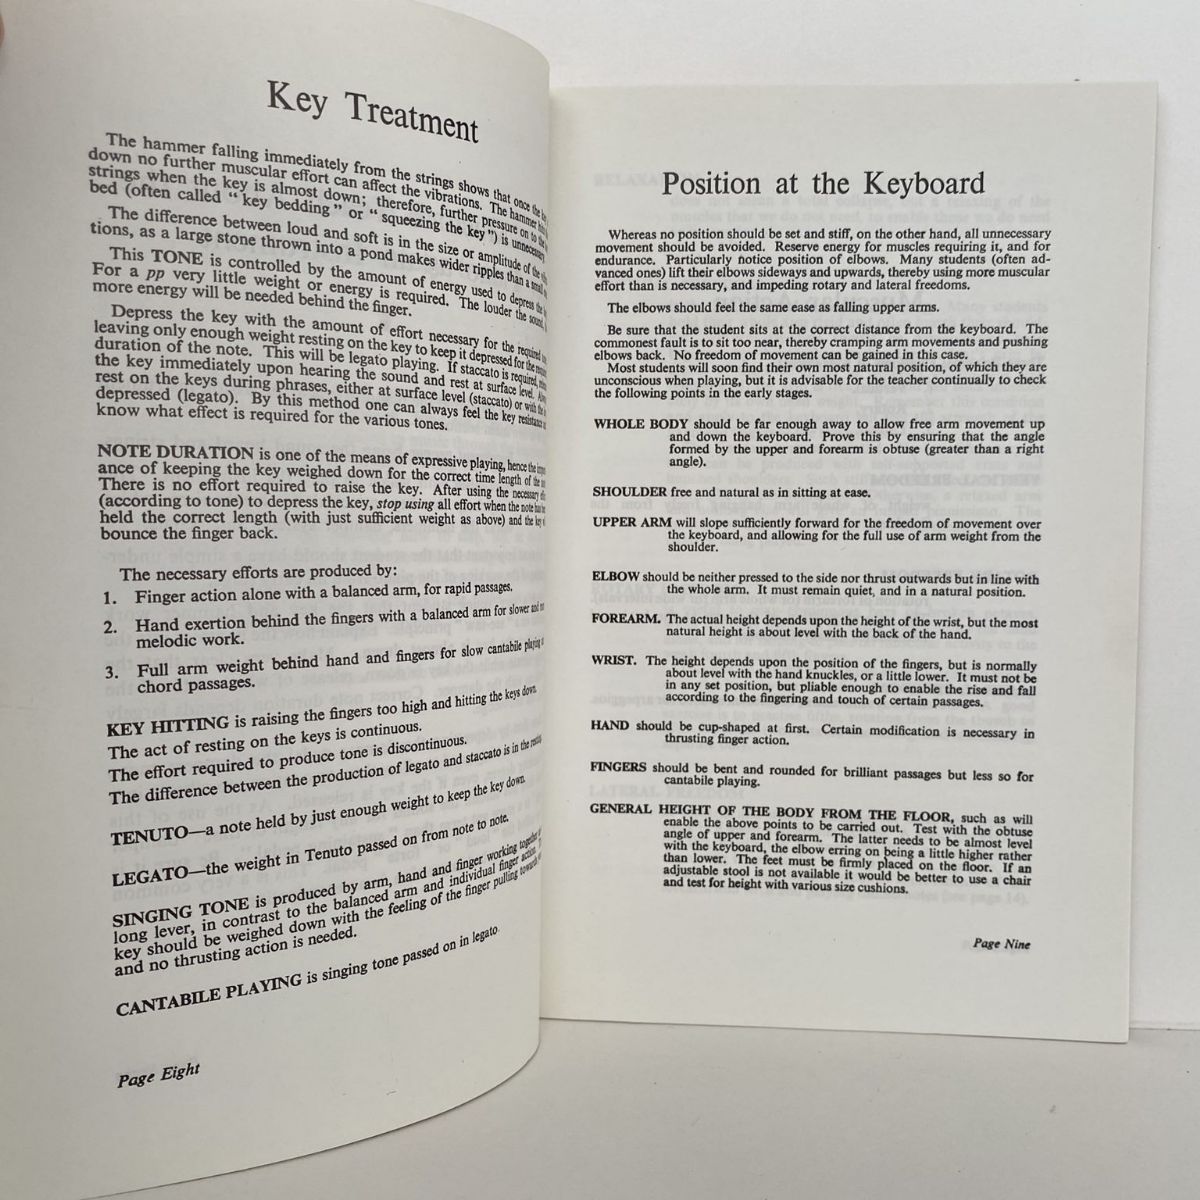 Key Treatment
The hammer falling immediately from the strings shows that once the
down no further muscular effort can affect the vibrations. The hammer
strings when the key is almost down; therefore, further pressure on to the
bed (often called " key bedding " or " squeezing the key ") is unnecessary
The difference between loud and soft is in the size or amplitude of the
tions, as a large stone thrown into a pond makes wider ripples than a small
This TONE is controlled by the amount of energy used to depress the
For a pp very little weight or energy is required. The louder the sound,
more energy will be needed behind the finger.
Depress the key with the amount of effort necessary for the required
leaving only enough weight resting on the key to keep it depressed for the
duration of the note. This will be legato playing. If staccato is required,
the key immediately upon hearing the sound and rest at surface level.
rest on the keys during phrases, either at surface level (staccato) or with the
depressed (legato). By this method one can always feel the key resistance
know what effect is required for the various tones.
NOTE DURATION is one of the means of expressive playing, hence the
ance of keeping the key weighed down for the correct time length of the
There is no effort required to raise the key. After using the necessary
(according to tone) to depress the key, stop using all effort when the note
held the correct length (with just sufficient weight as above) and the key
bounce the finger back.
The necessary efforts are produced by:
1. Finger action alone with a balanced arm, for rapid passages.
2. Hand exertion behind the fingers with a balanced arm for slower and
melodic work.
3. Full arm weight behind hand and fingers for slow cantabile playing
chord passages.
KEY HITTING is raising the fingers too high and hitting the keys down.
The act of resting on the keys is continuous.
The effort required to produce tone is discontinuous.
The difference between the production of legato and staccato is in the
TENUTO—a note held by just enough weight to keep the key down.
LEGATO—the weight in Tenuto passed on from note to note.
SINGING TONE is produced by arm, hand and finger working together
long lever, in contrast to the balanced arm and individual finger action.
key should be weighed down with the feeling of the finger pulling towards
and no thrusting action is needed.
CANTABILE PLAYING is singing tone passed on in legato.
Page Eight
Position at the Keyboard
Whereas no position should be set and stiff, on the other hand, all unnecessary
movement should be avoided. Reserve energy for muscles requiring it, and for
endurance. Particularly notice position of elbows. Many students (often ad-
vanced ones) lift their elbows sideways and upwards, thereby using more muscular
effort than is necessary, and impeding rotary and lateral freedoms.
The elbows should feel the same ease as falling upper arms.
Be sure that the student sits at the correct distance from the keyboard. The
commonest fault is to sit too near, thereby cramping arm movements and pushing
elbows back. No freedom of movement can be gained in this case.
Most students will soon find their own most natural position, of which they are
unconscious when playing, but it is advisable for the teacher continually to check
the following points in the early stages.
WHOLE BODY should be far enough away to allow free arm movement up
and down the keyboard. Prove this by ensuring that the angle
formed by the upper and forearm is obtuse (greater than a right
angle).
SHOULDER free and natural as in sitting at ease.
UPPER ARM will slope sufficiently forward for the freedom of movement over
the keyboard, and allowing for the full use of arm weight from the
shoulder.
ELBOW should be neither pressed to the side nor thrust outwards but in line with
the whole arm. It must remain quiet, and in a natural position.
FOREARM. The actual height depends upon the height of the wrist, but the most
natural height is about level with the back of the hand.
WRIST. The height depends upon the position of the fingers, but is normally
about level with the hand knuckles, or a little lower. It must not be
in any set position, but pliable enough to enable the rise and fall
according to the fingering and touch of certain passages.
HAND should be cup-shaped at first. Certain modification is necessary in
thrusting finger action.
FINGERS should be bent and rounded for brilliant passages but less so for
cantabile playing.
GENERAL HEIGHT OF THE BODY FROM THE FLOOR, such as will
enable the above points to be carried out. Test with the obtuse
angle of upper and forearm. The latter needs to be almost level
with the keyboard, the elbow erring on being a little higher rather
than lower. The feet must be firmly placed on the floor. If an
adjustable stool is not available it would be better to use a chair
and test for height with various size cushions.
Page Nine